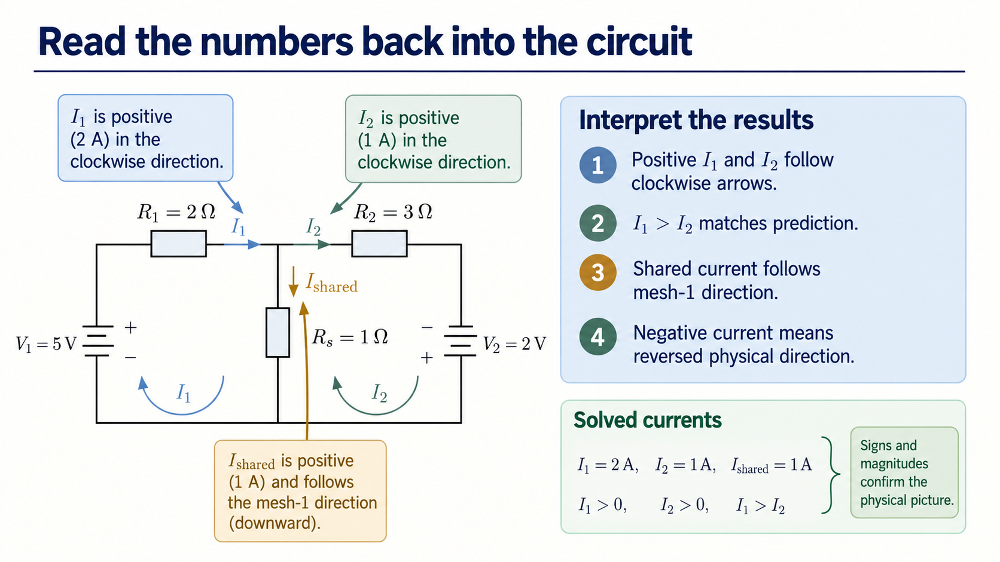 Read the numbers back into the circuit
I₁ is positive
(2 A) in the
clockwise direction.
I₂ is positive
(1 A) in the
clockwise direction.
R₁ = 2 Ω
I₁
I₂
R₂ = 3 Ω
I_shared
V₁ = 5 V
+
−
R_s = 1 Ω
−
+
V₂ = 2 V
I₁
I₂
I_shared is positive
(1 A) and follows
the mesh-1 direction
(downward).
Interpret the results
1 Positive I₁ and I₂ follow
clockwise arrows.
2 I₁ > I₂ matches prediction.
3 Shared current follows
mesh-1 direction.
4 Negative current means
reversed physical direction.
Solved currents
I₁ = 2 A, I₂ = 1 A, I_shared = 1 A
I₁ > 0, I₂ > 0, I₁ > I₂
Signs and
magnitudes
confirm the
physical picture.